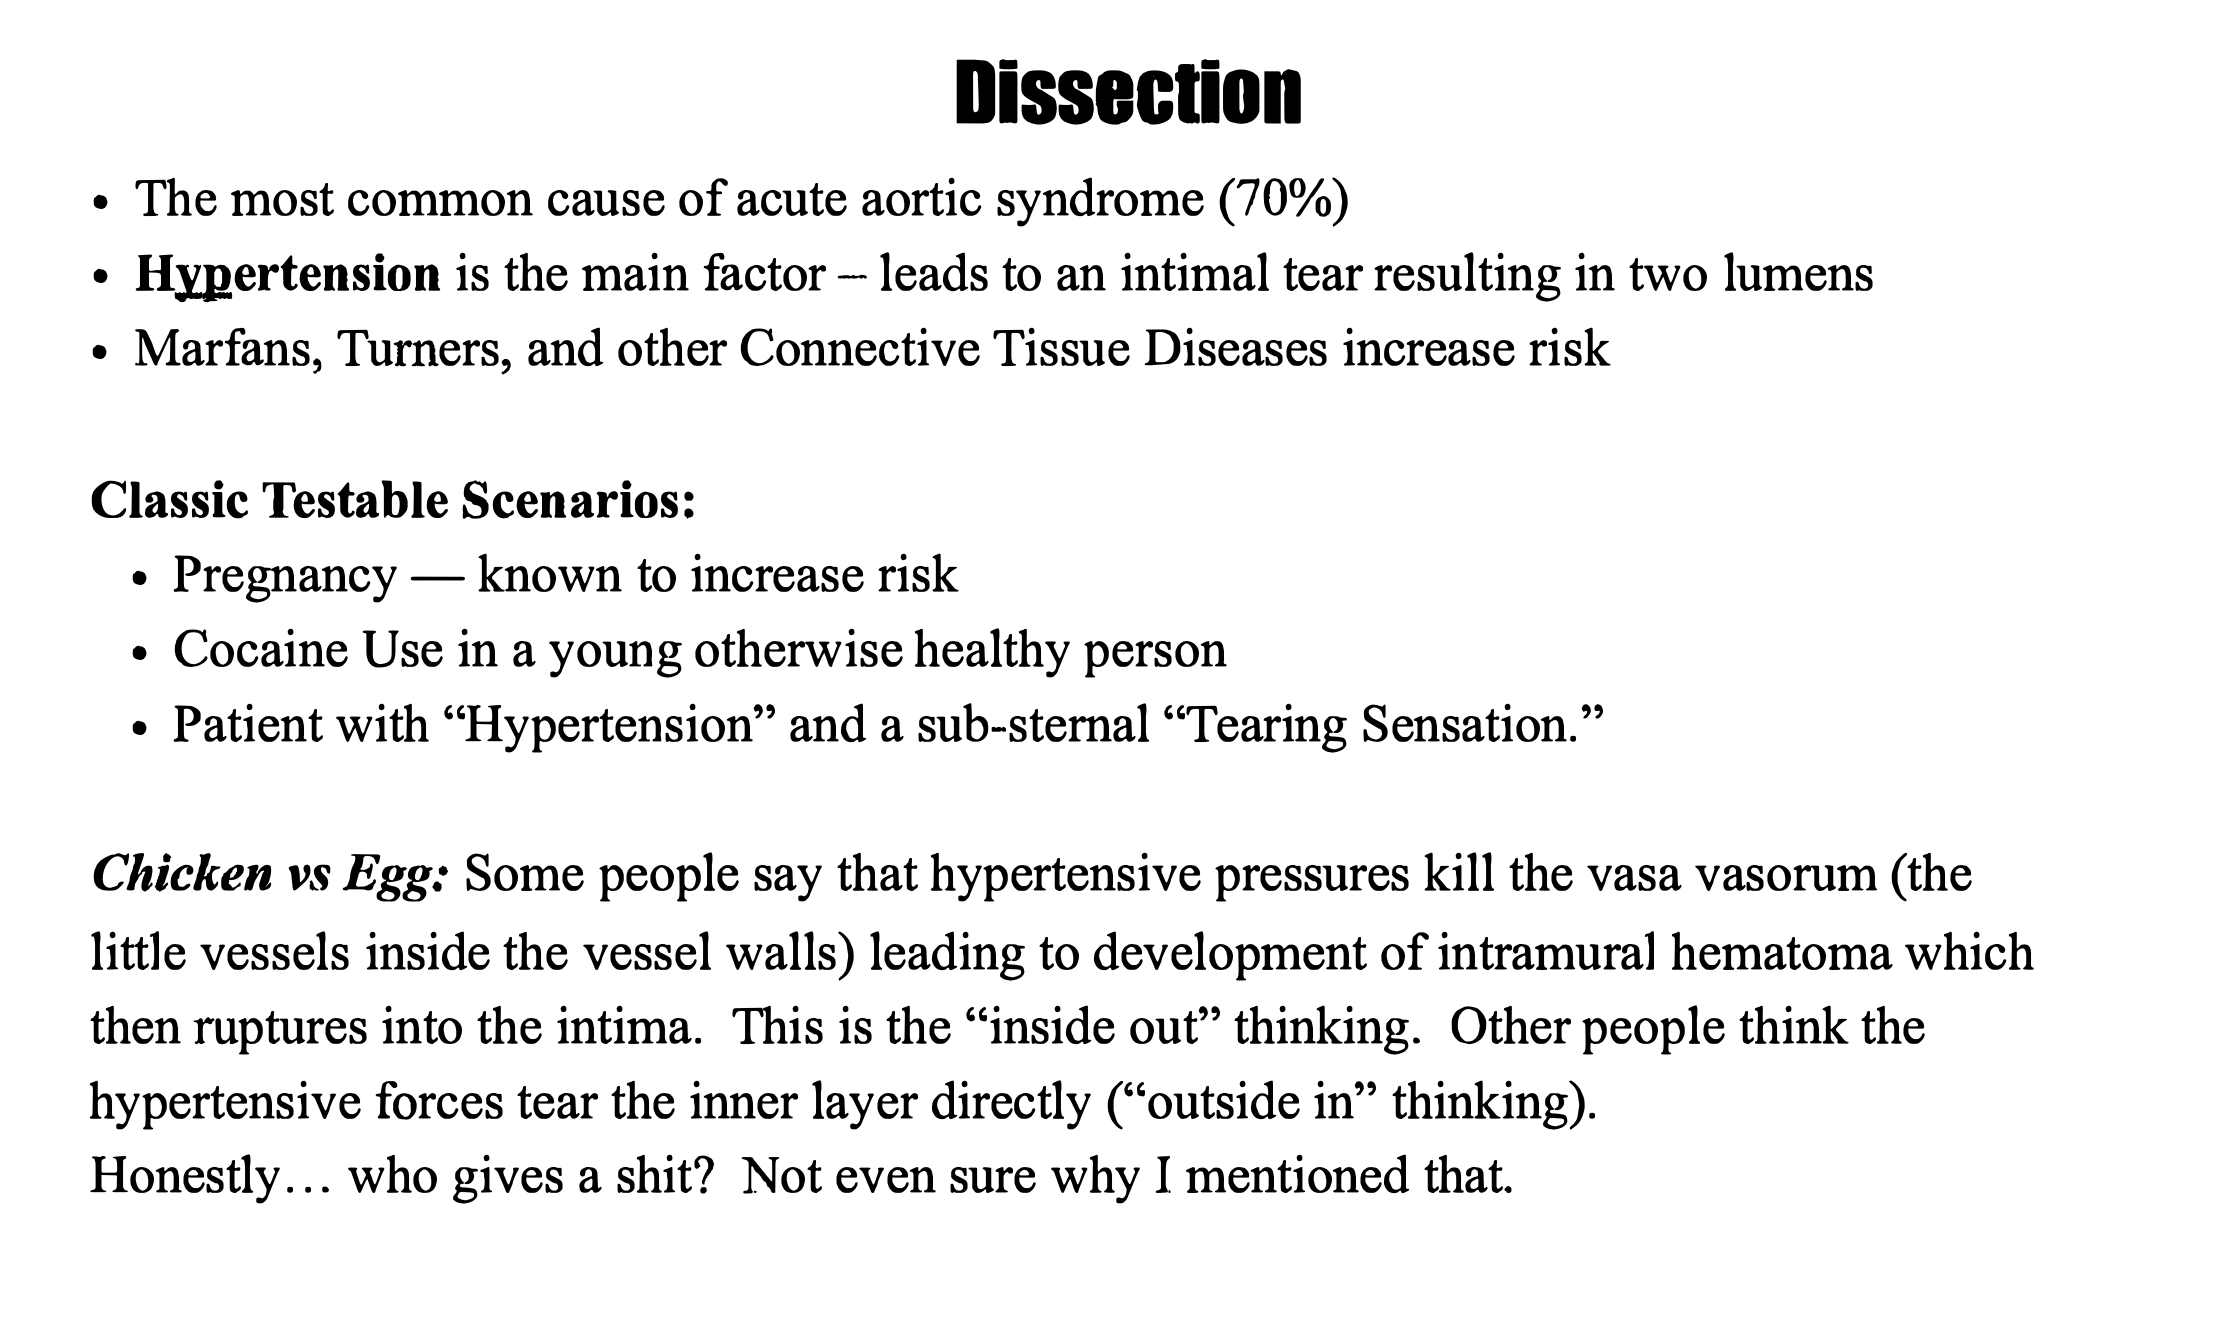 Dissection
• The most common cause of acute aortic syndrome (70%)
• Hypertension is the main factor – leads to an intimal tear resulting in two lumens
• Marfans, Turners, and other Connective Tissue Diseases increase risk
Classic Testable Scenarios:
• Pregnancy — known to increase risk
• Cocaine Use in a young otherwise healthy person
• Patient with “Hypertension” and a sub-sternal “Tearing Sensation.”
Chicken vs Egg: Some people say that hypertensive pressures kill the vasa vasorum (the
little vessels inside the vessel walls) leading to development of intramural hematoma which
then ruptures into the intima.  This is the “inside out” thinking.  Other people think the
hypertensive forces tear the inner layer directly (“outside in” thinking).
Honestly… who gives a shit?  Not even sure why I mentioned that.